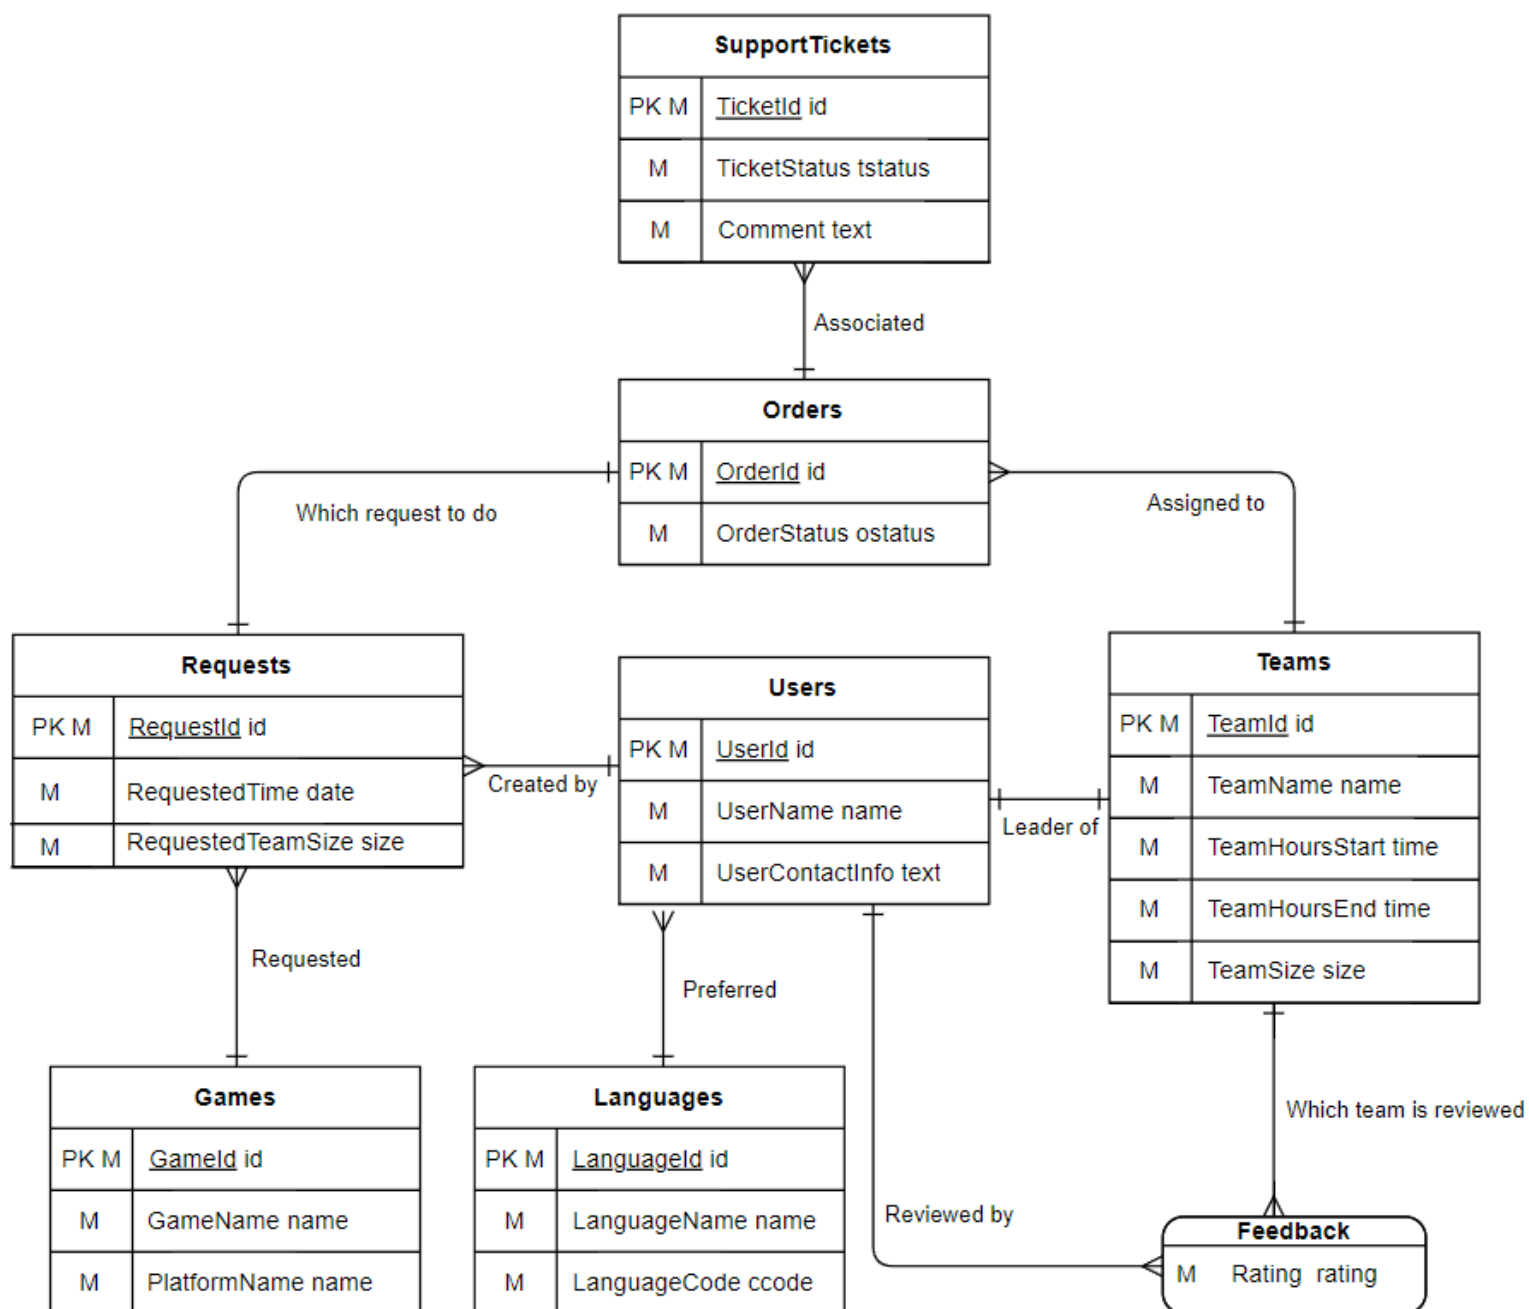 SupportTickets
PK M TicketId id
M TicketStatus tstatus
M Comment text
Associated
Orders
PK M OrderId id
M OrderStatus ostatus
Which request to do
Assigned to
Requests
PK M RequestId id
M RequestedTime date
M RequestedTeamSize size
Created by
Users
PK M UserId id
M UserName name
M UserContactInfo text
Leader of
Teams
PK M TeamId id
M TeamName name
M TeamHoursStart time
M TeamHoursEnd time
M TeamSize size
Requested
Preferred
Which team is reviewed
Games
PK M GameId id
M GameName name
M PlatformName name
Languages
PK M LanguageId id
M LanguageName name
M LanguageCode ccode
Reviewed by
Feedback
M Rating rating